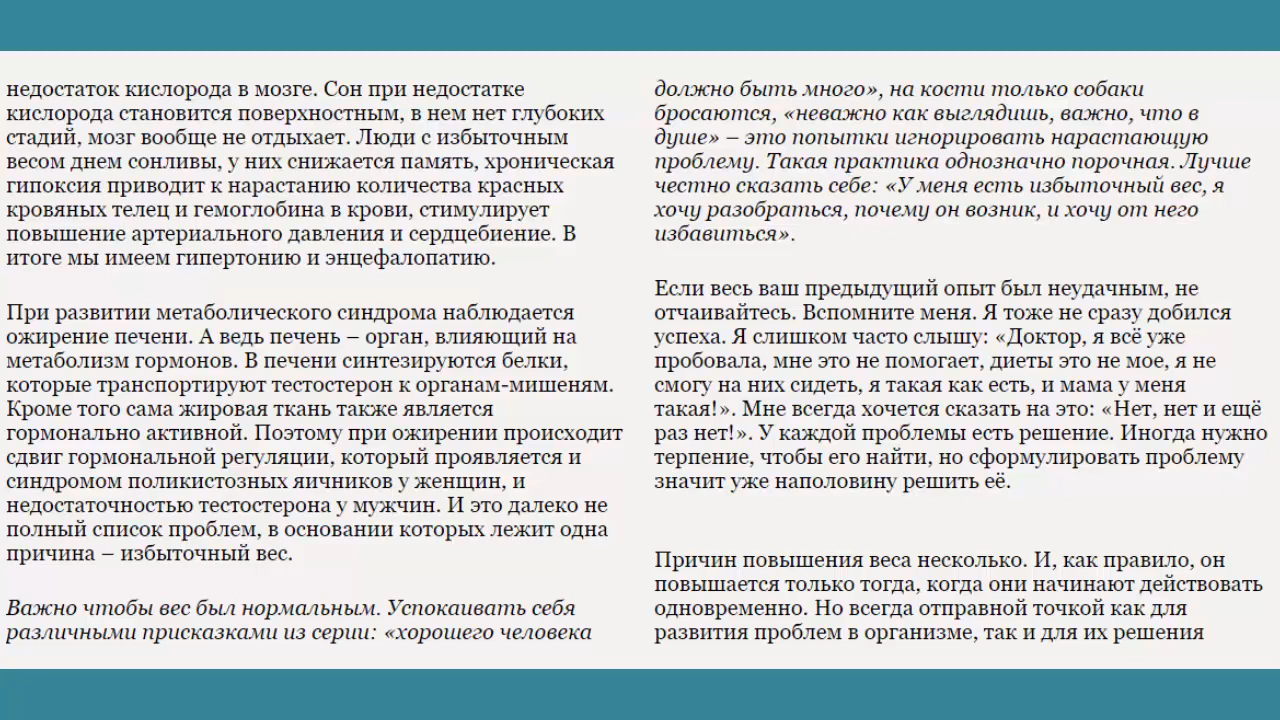 недостаток кислорода в мозге. Сон при недостатке
кислорода становится поверхностным, в нем нет глубоких
стадий, мозг вообще не отдыхает. Люди с избыточным
весом днем сонливы, у них снижается память, хроническая
гипоксия приводит к нарастанию количества красных
кровяных телец и гемоглобина в крови, стимулирует
повышение артериального давления и сердцебиение. В
итоге мы имеем гипертонию и энцефалопатию.
При развитии метаболического синдрома наблюдается
ожирение печени. А ведь печень – орган, влияющий на
метаболизм гормонов. В печени синтезируются белки,
которые транспортируют тестостерон к органам-мишеням.
Кроме того сама жировая ткань также является
гормонально активной. Поэтому при ожирении происходит
сдвиг гормональной регуляции, который проявляется и
синдромом поликистозных яичников у женщин, и
недостаточностью тестостерона у мужчин. И это далеко не
полный список проблем, в основании которых лежит одна
причина – избыточный вес.
Важно чтобы вес был нормальным. Успокаивать себя
различными присказками из серии: «хорошего человека
должно быть много», на кости только собаки
бросаются, «неважно как выглядишь, важно, что в
душе» – это попытки игнорировать нарастающую
проблему. Такая практика однозначно порочная. Лучше
честно сказать себе: «У меня есть избыточный вес, я
хочу разобраться, почему он возник, и хочу от него
избавиться».
Если весь ваш предыдущий опыт был неудачным, не
отчаивайтесь. Вспомните меня. Я тоже не сразу добился
успеха. Я слишком часто слышу: «Доктор, я всё уже
пробовала, мне это не помогает, диеты это не мое, я не
смогу на них сидеть, я такая как есть, и мама у меня
такая!». Мне всегда хочется сказать на это: «Нет, нет и ещё
раз нет!». У каждой проблемы есть решение. Иногда нужно
терпение, чтобы его найти, но сформулировать проблему
значит уже наполовину решить её.
Причин повышения веса несколько. И, как правило, он
повышается только тогда, когда они начинают действовать
одновременно. Но всегда отправной точкой как для
развития проблем в организме, так и для их решения